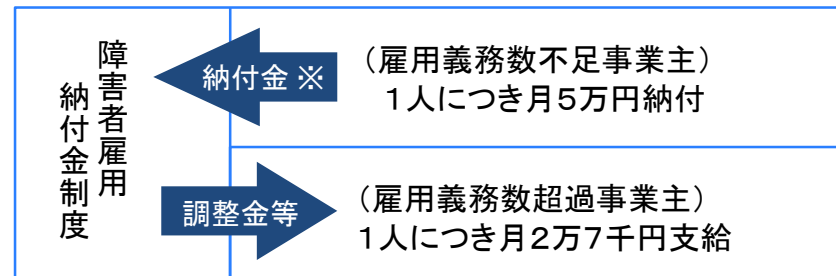 障害者雇用
納付金制度
納付金※
（雇用義務数不足事業主）
１人につき月５万円納付
調整金等
（雇用義務数超過事業主）
１人につき月２万７千円支給